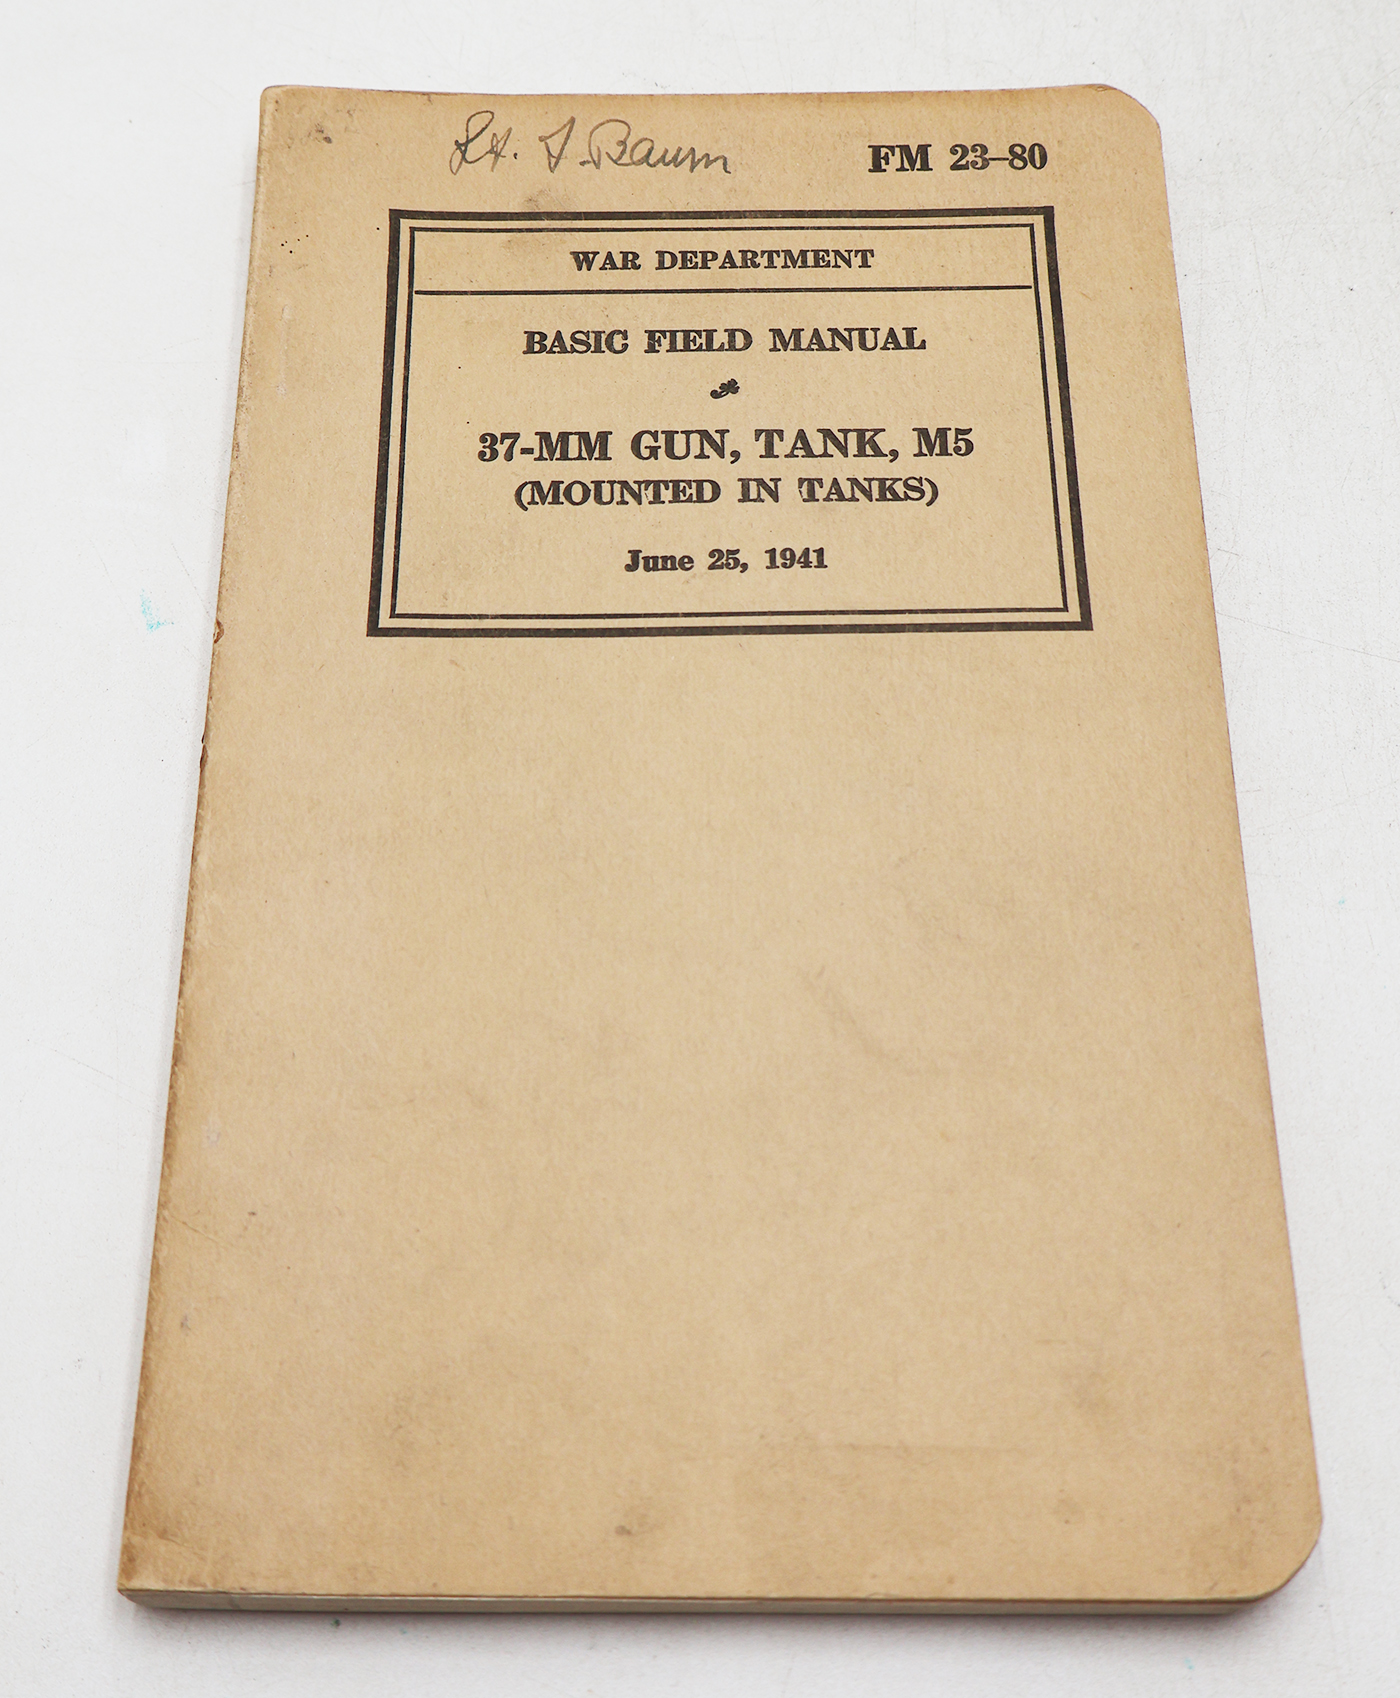 Lt. J. Baum
FM 23–80
WAR DEPARTMENT
BASIC FIELD MANUAL
37-MM GUN, TANK, M5
(MOUNTED IN TANKS)
June 25, 1941